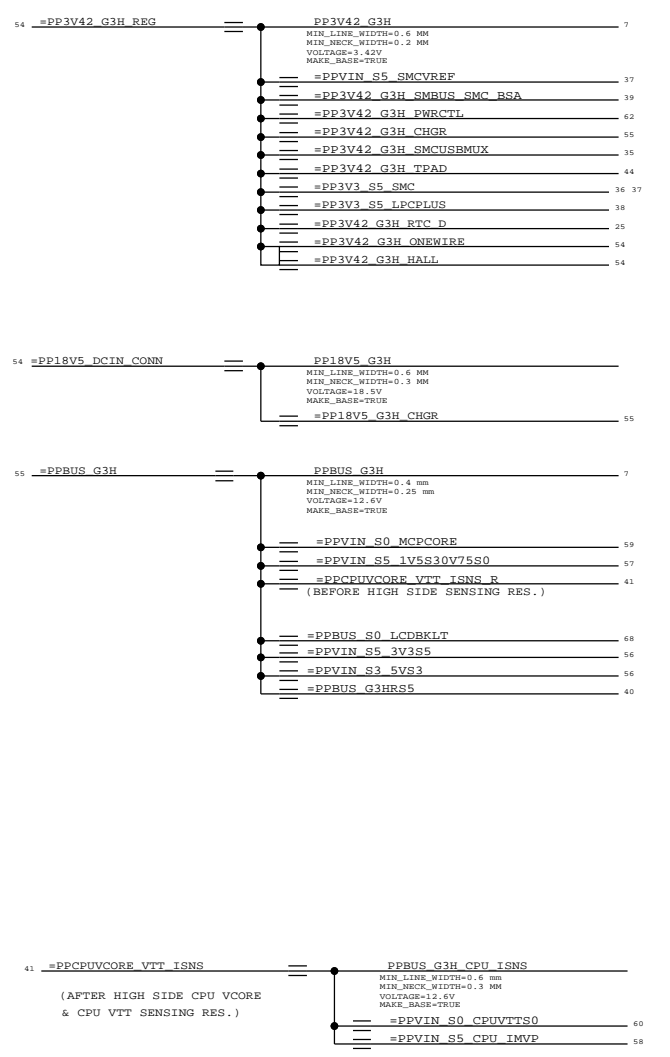 54 =PP3V42_G3H_REG PP3V42_G3H 7
MIN_LINE_WIDTH=0.6 MM
MIN_NECK_WIDTH=0.2 MM
VOLTAGE=3.42V
MAKE_BASE=TRUE
=PPVIN_S5_SMCVREF 37
=PP3V42_G3H_SMBUS_SMC_BSA 39
=PP3V42_G3H_PWRCTL 62
=PP3V42_G3H_CHGR 55
=PP3V42_G3H_SMCUSBMUX 35
=PP3V42_G3H_TPAD 44
=PP3V3_S5_SMC 36 37
=PP3V3_S5_LPCPLUS 38
=PP3V42_G3H_RTC_D 25
=PP3V42_G3H_ONEWIRE 54
=PP3V42_G3H_HALL 54
54 =PP18V5_DCIN_CONN PP18V5_G3H
MIN_LINE_WIDTH=0.6 MM
MIN_NECK_WIDTH=0.3 MM
VOLTAGE=18.5V
MAKE_BASE=TRUE
=PP18V5_G3H_CHGR 55
55 =PPBUS_G3H PPBUS_G3H 7
MIN_LINE_WIDTH=0.4 mm
MIN_NECK_WIDTH=0.25 mm
VOLTAGE=12.6V
MAKE_BASE=TRUE
=PPVIN_S0_MCPCORE 59
=PPVIN_S5_1V5S30V75S0 57
=PPCPUVCORE_VTT_ISNS_R 41
(BEFORE HIGH SIDE SENSING RES.)
=PPBUS_S0_LCDBKLT 68
=PPVIN_S5_3V3S5 56
=PPVIN_S3_5VS3 56
=PPBUS_G3HRS5 40
41 =PPCPUVCORE_VTT_ISNS PPBUS_G3H_CPU_ISNS
MIN_LINE_WIDTH=0.6 mm
MIN_NECK_WIDTH=0.3 MM
VOLTAGE=12.6V
MAKE_BASE=TRUE
(AFTER HIGH SIDE CPU VCORE
& CPU VTT SENSING RES.)
=PPVIN_S0_CPUVTTS0 60
=PPVIN_S5_CPU_IMVP 58